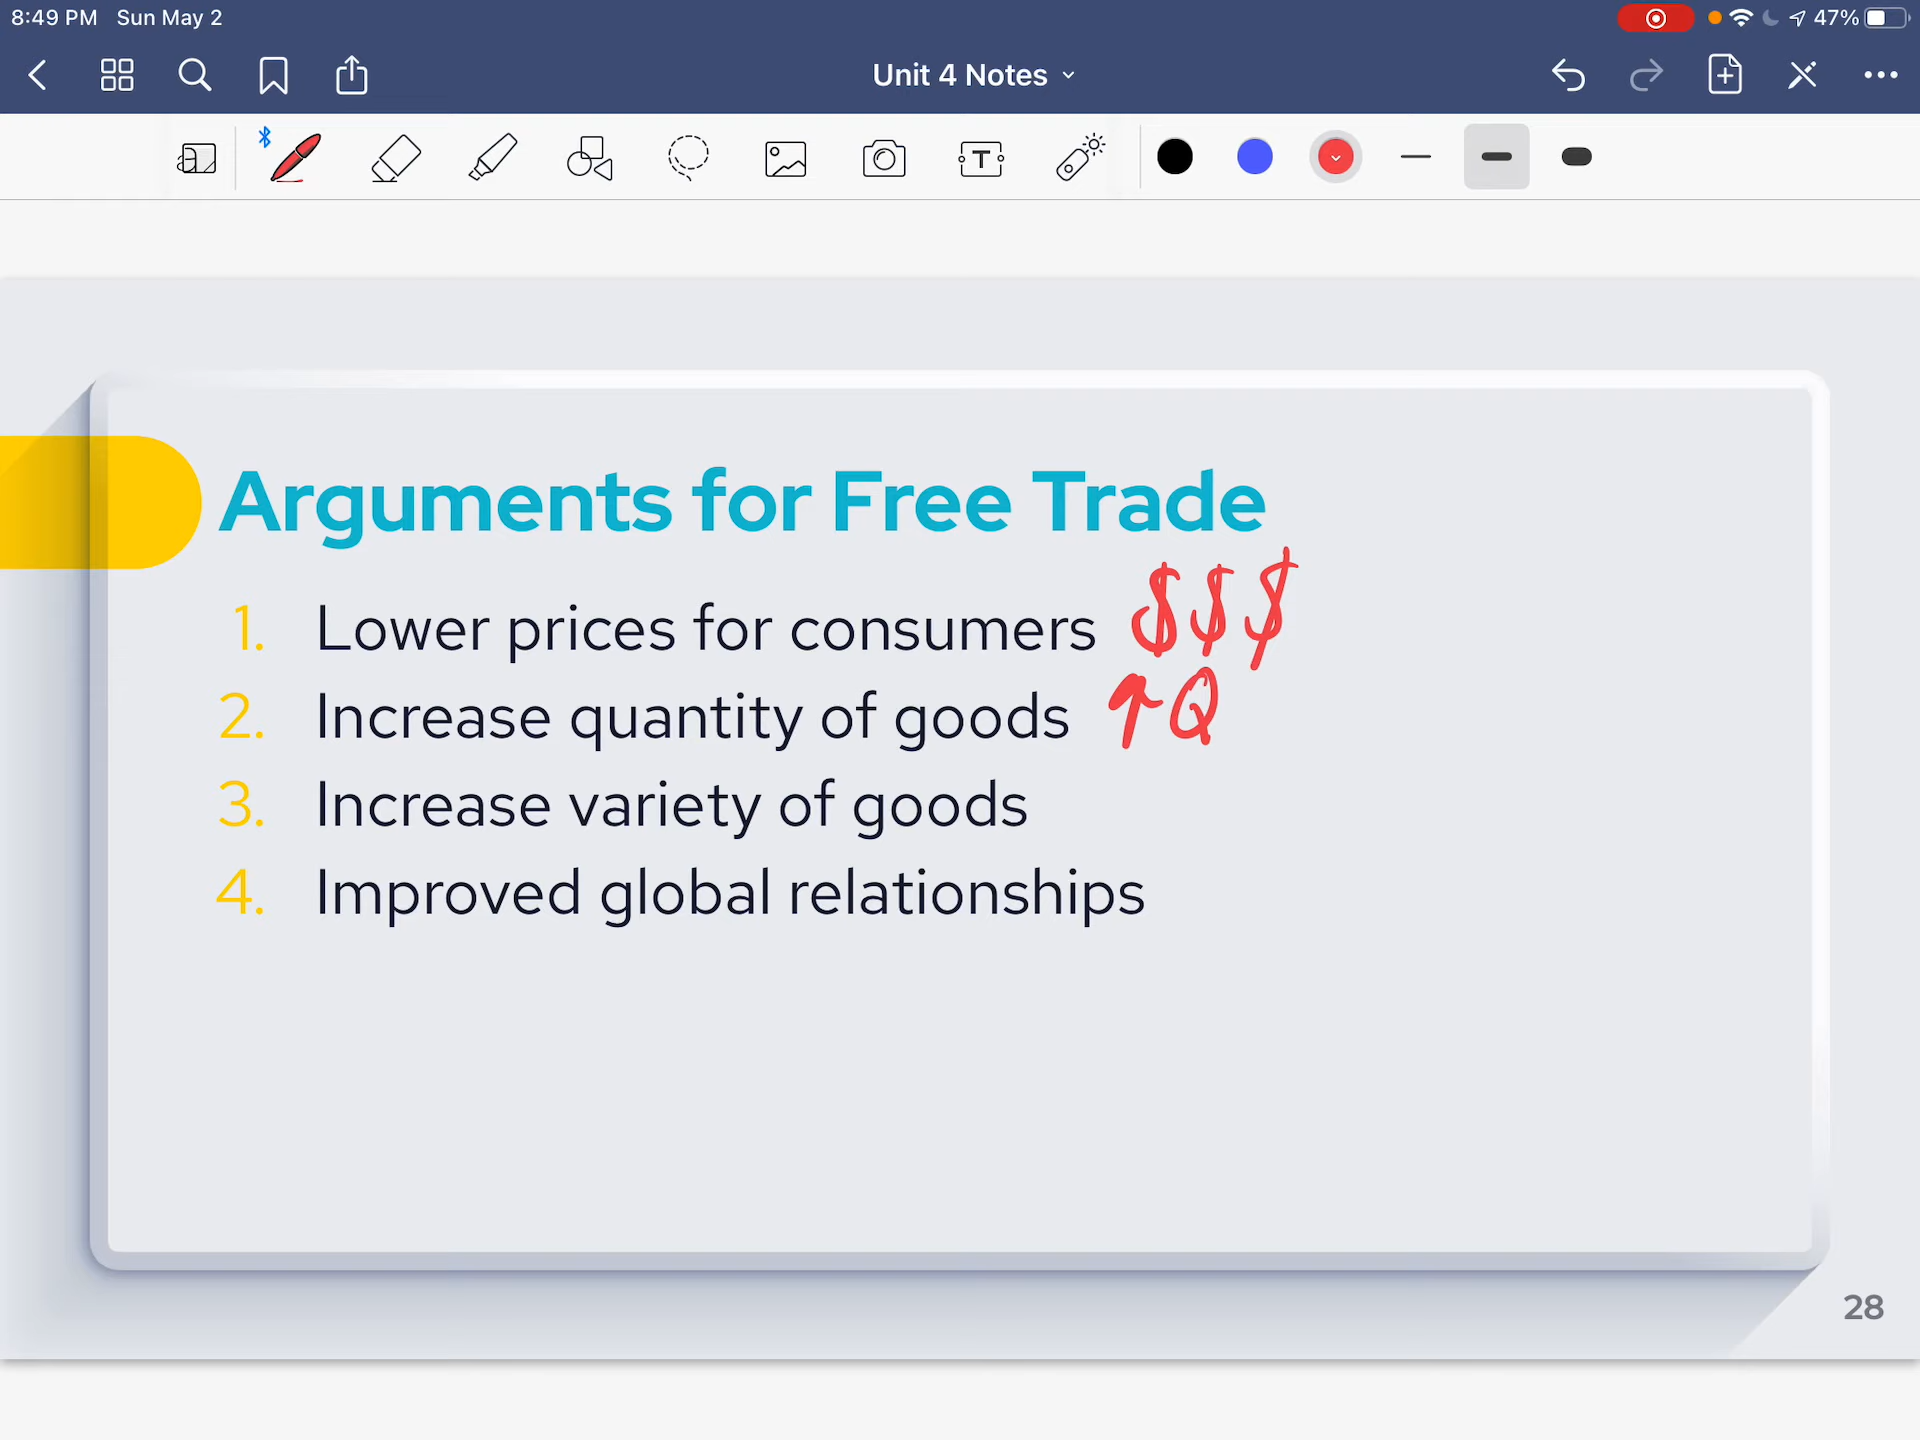 8:49 PM Sun May 2 47%
Unit 4 Notes
T
Arguments for Free Trade
1. Lower prices for consumers $$$
2. Increase quantity of goods ↑Q
3. Increase variety of goods
4. Improved global relationships
28